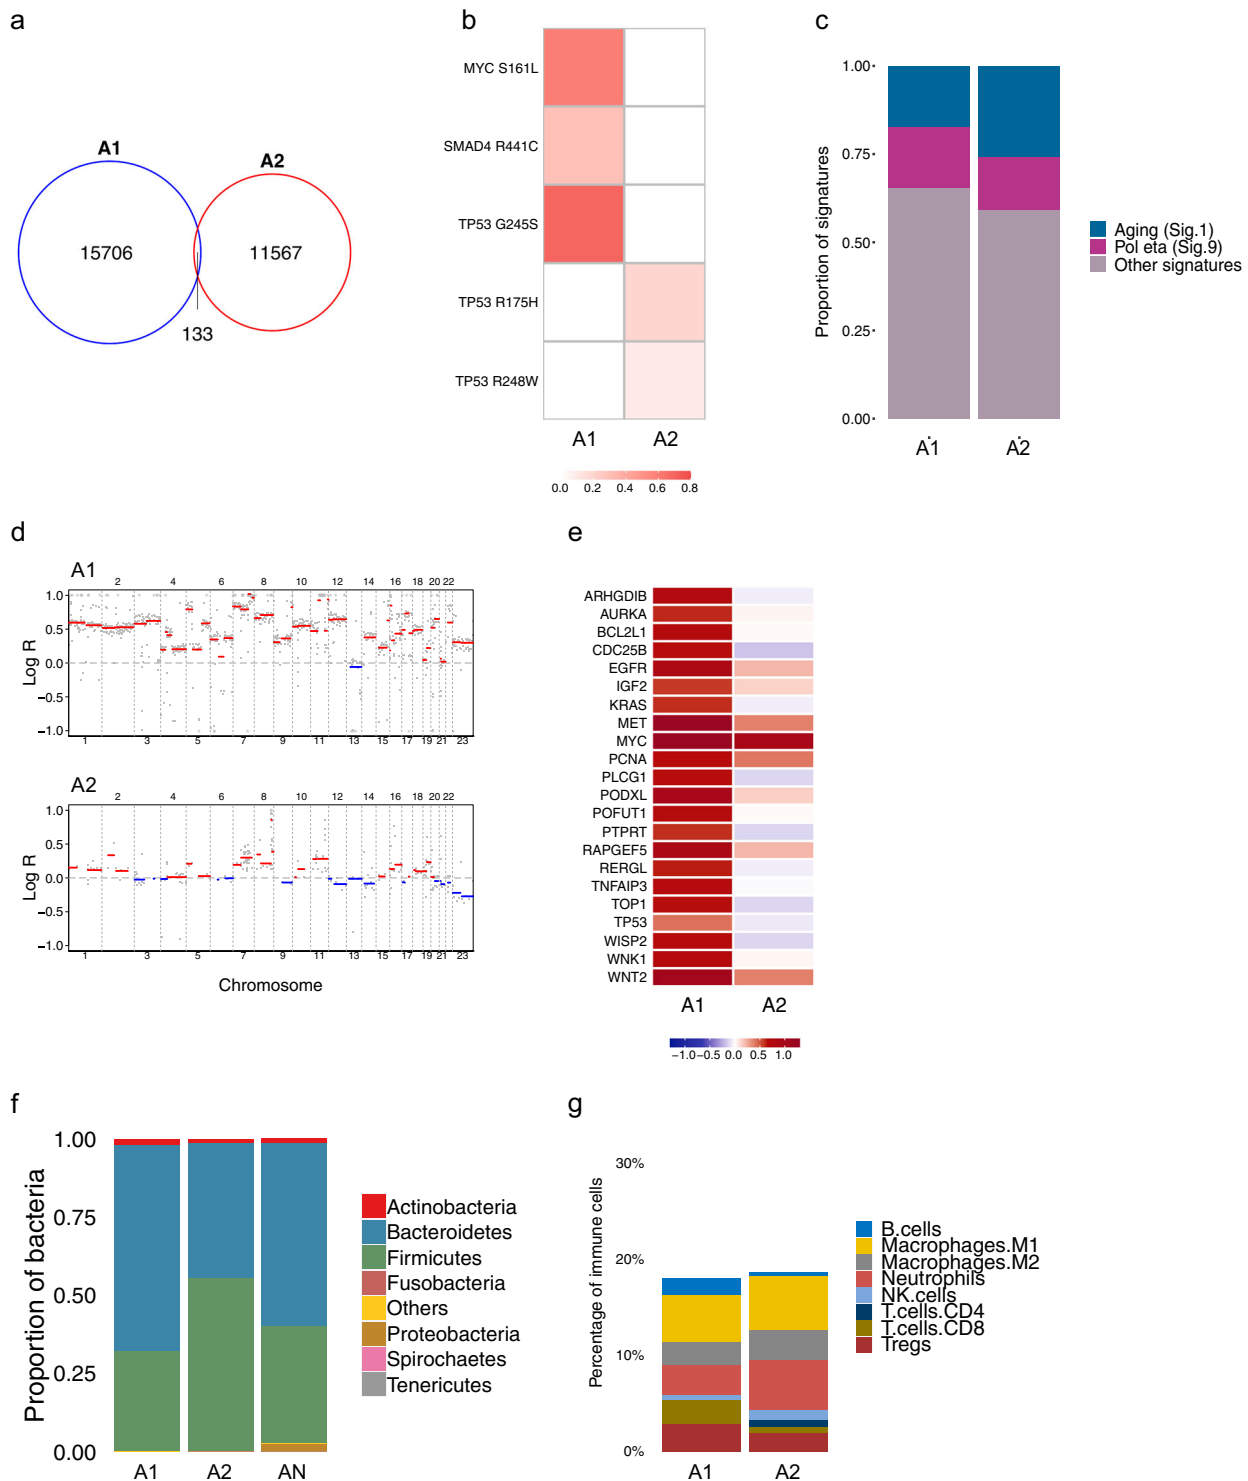 a
A1
A2
15706
11567
133
b
MYC S161L
SMAD4 R441C
TP53 G245S
TP53 R175H
TP53 R248W
A1 A2
0.0 0.2 0.4 0.6 0.8
c
Proportion of signatures
1.00
0.75
0.50
0.25
0.00
A1 A2
Aging (Sig.1)
Pol eta (Sig.9)
Other signatures
d
A1
2 4 6 8 10 12 14 16 18 20 22
Log R
1.0
0.5
0.0
−0.5
−1.0
1 3 5 7 9 11 13 15 17 19 21 23
A2
2 4 6 8 10 12 14 16 18 20 22
Log R
1.0
0.5
0.0
−0.5
−1.0
1 3 5 7 9 11 13 15 17 19 21 23
Chromosome
e
ARHGDIB
AURKA
BCL2L1
CDC25B
EGFR
IGF2
KRAS
MET
MYC
PCNA
PLCG1
PODXL
POFUT1
PTPRT
RAPGEF5
RERGL
TNFAIP3
TOP1
TP53
WISP2
WNK1
WNT2
A1 A2
−1.0 −0.5 0.0 0.5 1.0
f
Proportion of bacteria
1.00
0.75
0.50
0.25
0.00
A1 A2 AN
Actinobacteria
Bacteroidetes
Firmicutes
Fusobacteria
Others
Proteobacteria
Spirochaetes
Tenericutes
g
Percentage of immune cells
30%
20%
10%
0%
A1 A2
B.cells
Macrophages.M1
Macrophages.M2
Neutrophils
NK.cells
T.cells.CD4
T.cells.CD8
Tregs